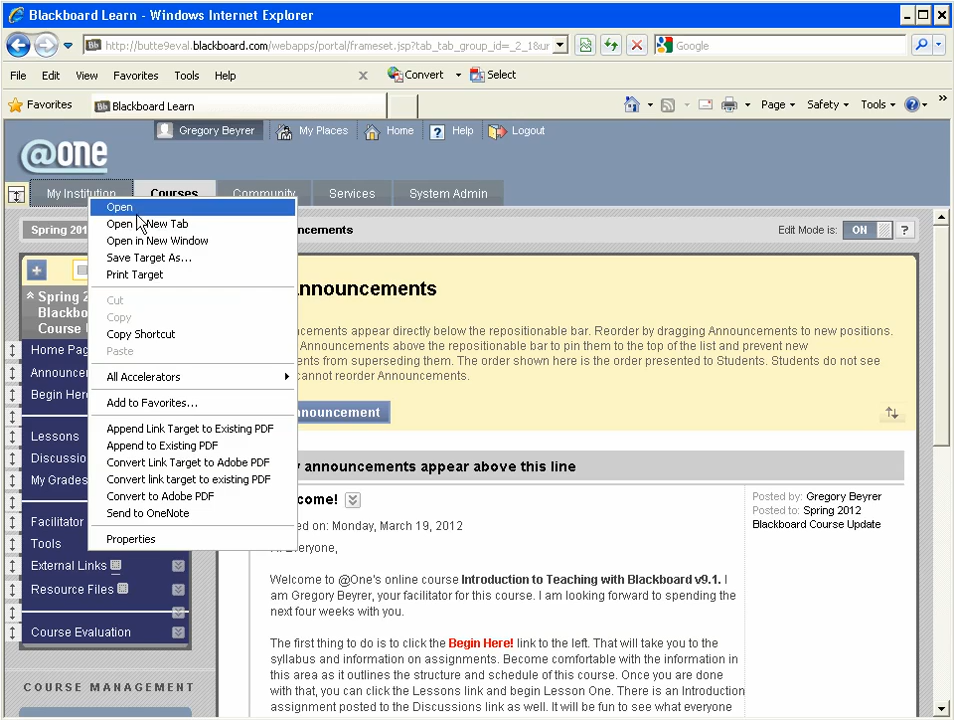 Blackboard Learn - Windows Internet Explorer
http://butte9eval.blackboard.com/webapps/portal/frameset.jsp?tab_tab_group_id=_2_1&ur
Google
File Edit View Favorites Tools Help
X Convert Select
Favorites Blackboard Learn
Page Safety Tools
Gregory Beyrer My Places Home Help Logout
@one
My Institution Courses Community Services System Admin
Open
Open New Tab
Open in New Window
Save Target As...
Print Target
Cut
Copy
Copy Shortcut
Paste
All Accelerators
Add to Favorites...
Append Link Target to Existing PDF
Append to Existing PDF
Convert Link Target to Adobe PDF
Convert link target to existing PDF
Convert to Adobe PDF
Send to OneNote
Properties
Spring 201
ncements
Edit Mode is: ON ?
Spring 2
Blackboa
Course
Home Pag
Announcer
Begin Her
Lessons
Discussio
My Grades
Facilitator
Tools
External Links
Resource Files
Course Evaluation
COURSE MANAGEMENT
nnouncements
ncements appear directly below the repositionable bar. Reorder by dragging Announcements to new positions.
Announcements above the repositionable bar to pin them to the top of the list and prevent new
ents from superseding them. The order shown here is the order presented to Students. Students do not see
cannot reorder Announcements.
nnouncement
announcements appear above this line
come!
d on: Monday, March 19, 2012
Everyone,
Posted by: Gregory Beyrer
Posted to: Spring 2012
Blackboard Course Update
Welcome to @One's online course Introduction to Teaching with Blackboard v9.1. I
am Gregory Beyrer, your facilitator for this course. I am looking forward to spending the
next four weeks with you.
The first thing to do is to click the Begin Here! link to the left. That will take you to the
syllabus and information on assignments. Become comfortable with the information in
this area as it outlines the structure and schedule of this course. Once you are done
with that, you can click the Lessons link and begin Lesson One. There is an Introduction
assignment posted to the Discussions link as well. It will be fun to see what everyone